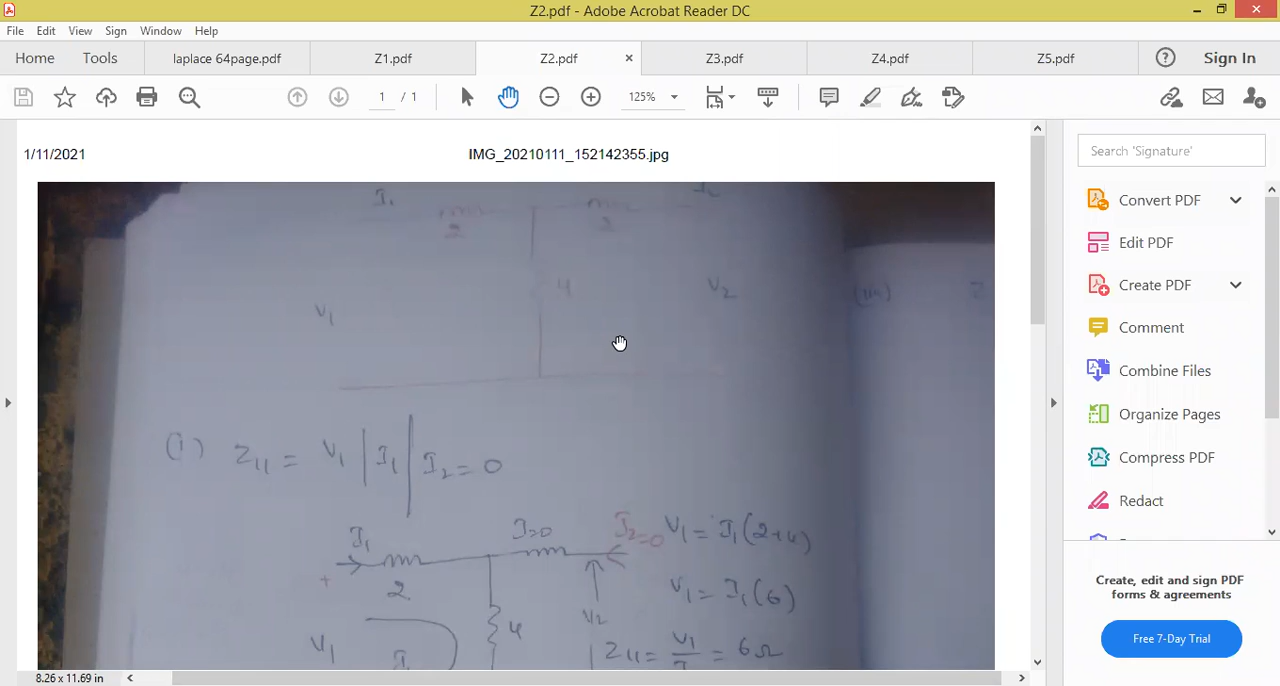 Z2.pdf - Adobe Acrobat Reader DC
File Edit View Sign Window Help
Home Tools laplace 64page.pdf Z1.pdf Z2.pdf × Z3.pdf Z4.pdf Z5.pdf Sign In
1 / 1 125%
1/11/2021 IMG_20210111_152142355.jpg
Search 'Signature'
Convert PDF
Edit PDF
Create PDF
Comment
Combine Files
Organize Pages
Compress PDF
Redact
Create, edit and sign PDF
forms & agreements
Free 7-Day Trial
I1
2
4
V1 V2
(1) Z11 = V1 | I1 | I2 = 0
I1 I=0 I2=0 V1 = I1(2+4)
+ 2 V1 = I1(6)
V2
V1 4 Z11 = V1 = 6Ω
8.26 x 11.69 in